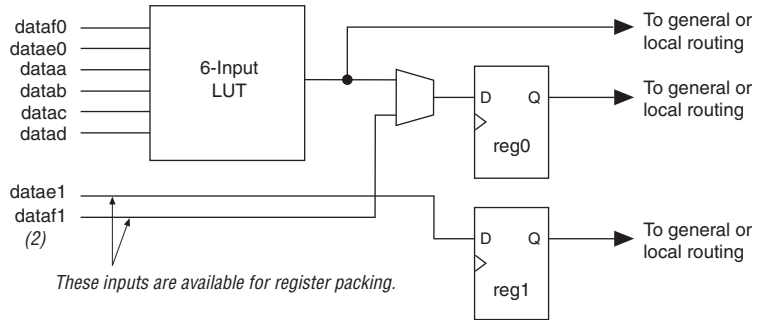 dataf0
datae0
dataa
datab
datac
datad
6-Input
LUT
To general or
local routing
D Q
reg0
To general or
local routing
datae1
dataf1
(2)
D Q
reg1
To general or
local routing
These inputs are available for register packing.